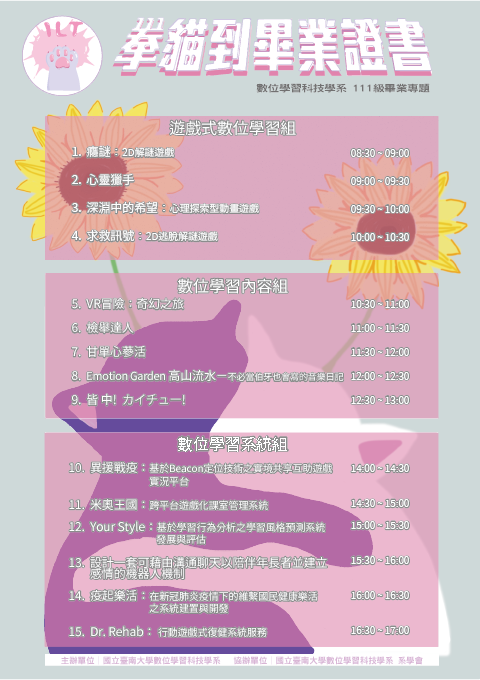 ILT
拳貓到畢業證書
數位學習科技學系 111級畢業專題
遊戲式數位學習組
1. 癮謎：2D解謎遊戲 08:30 ~ 09:00
2. 心靈獵手 09:00 ~ 09:30
3. 深淵中的希望：心理探索型動畫遊戲 09:30 ~ 10:00
4. 求救訊號：2D逃脫解謎遊戲 10:00 ~ 10:30
數位學習內容組
5. VR冒險：奇幻之旅 10:30 ~ 11:00
6. 檢舉達人 11:00 ~ 11:30
7. 甘單心蔘活 11:30 ~ 12:00
8. Emotion Garden 高山流水－不必當伯牙也會寫的音樂日記 12:00 ~ 12:30
9. 皆 中! カイチュー! 12:30 ~ 13:00
數位學習系統組
10. 異援戰疫：基於Beacon定位技術之實境共享互助遊戲 14:00 ~ 14:30
實況平台
11. 米奧王國：跨平台遊戲化課室管理系統 14:30 ~ 15:00
12. Your Style：基於學習行為分析之學習風格預測系統 15:00 ~ 15:30
發展與評估
13. 設計一套可藉由溝通聊天以陪伴年長者並建立 15:30 ~ 16:00
感情的機器人機制
14. 疫起樂活：在新冠肺炎疫情下的維繫國民健康樂活 16:00 ~ 16:30
之系統建置與開發
15. Dr. Rehab： 行動遊戲式復健系統服務 16:30 ~ 17:00
主辦單位｜國立臺南大學數位學習科技學系 協辦單位｜國立臺南大學數位學習科技學系 系學會